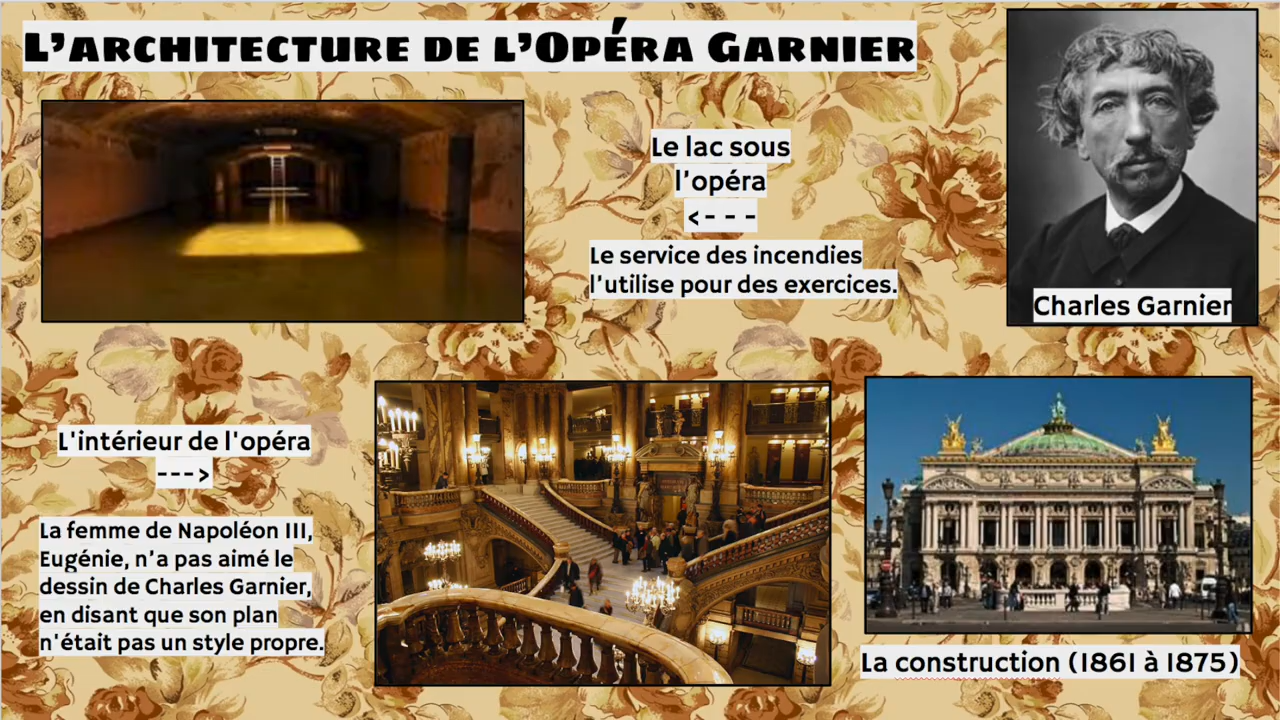 L’architecture de l’Opéra Garnier
Le lac sous
l’opéra
<- - -
Le service des incendies
l’utilise pour des exercices.
Charles Garnier
L'intérieur de l'opéra
--->
La femme de Napoléon III,
Eugénie, n’a pas aimé le
dessin de Charles Garnier,
en disant que son plan
n'était pas un style propre.
La construction (1861 à 1875)